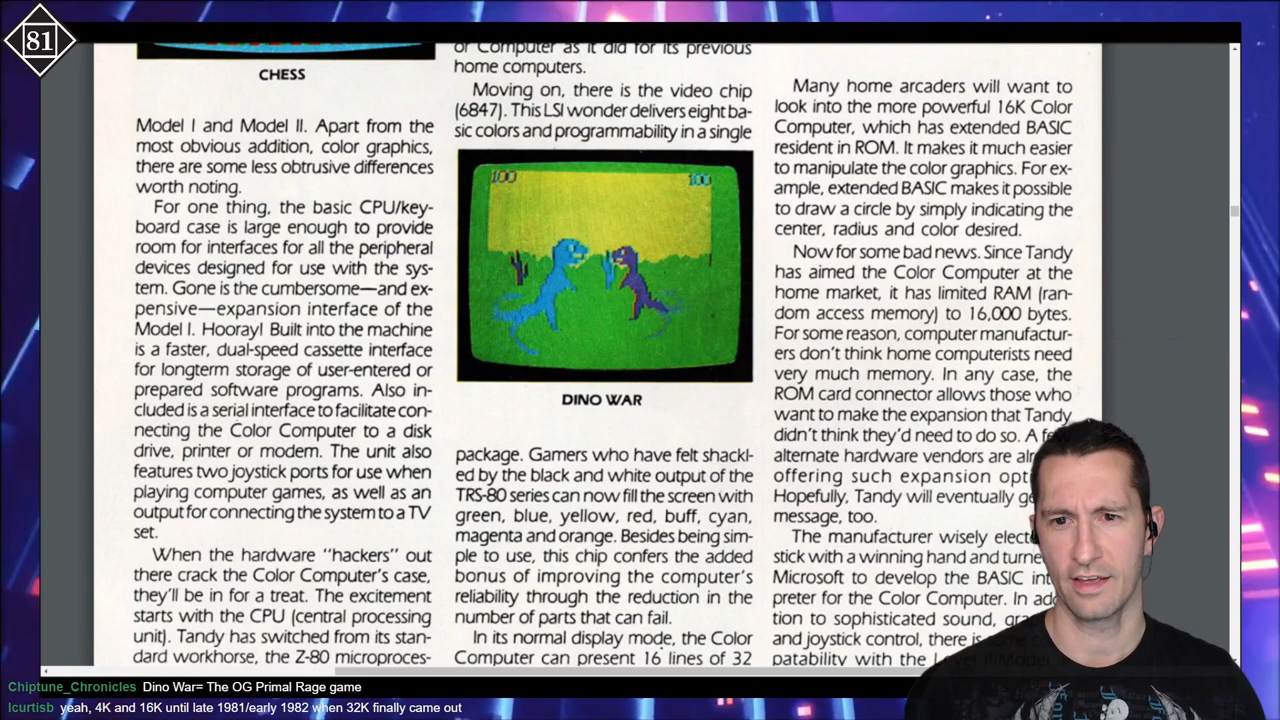 81
CHESS
Model I and Model II. Apart from the
most obvious addition, color graphics,
there are some less obtrusive differences
worth noting.
For one thing, the basic CPU/key-
board case is large enough to provide
room for interfaces for all the peripheral
devices designed for use with the sys-
tem. Gone is the cumbersome—and ex-
pensive—expansion interface of the
Model I. Hooray! Built into the machine
is a faster, dual-speed cassette interface
for longterm storage of user-entered or
prepared software programs. Also in-
cluded is a serial interface to facilitate con-
necting the Color Computer to a disk
drive, printer or modem. The unit also
features two joystick ports for use when
playing computer games, as well as an
output for connecting the system to a TV
set.
When the hardware "hackers" out
there crack the Color Computer's case,
they'll be in for a treat. The excitement
starts with the CPU (central processing
unit). Tandy has switched from its stan-
dard workhorse, the Z-80 microproces-
or Computer as it did for its previous
home computers.
Moving on, there is the video chip
(6847). This LSI wonder delivers eight ba-
sic colors and programmability in a single
100 100
DINO WAR
package. Gamers who have felt shackl-
ed by the black and white output of the
TRS-80 series can now fill the screen with
green, blue, yellow, red, buff, cyan,
magenta and orange. Besides being sim-
ple to use, this chip confers the added
bonus of improving the computer's
reliability through the reduction in the
number of parts that can fail.
In its normal display mode, the Color
Computer can present 16 lines of 32
Many home arcaders will want to
look into the more powerful 16K Color
Computer, which has extended BASIC
resident in ROM. It makes it much easier
to manipulate the color graphics. For ex-
ample, extended BASIC makes it possible
to draw a circle by simply indicating the
center, radius and color desired.
Now for some bad news. Since Tandy
has aimed the Color Computer at the
home market, it has limited RAM (ran-
dom access memory) to 16,000 bytes.
For some reason, computer manufactur-
ers don't think home computerists need
very much memory. In any case, the
ROM card connector allows those who
want to make the expansion that Tandy
didn't think they'd need to do so. A few
alternate hardware vendors are
offering such expansion
Hopefully, Tandy will eventually
message, too.
The manufacturer wisely
stick with a winning hand and
Microsoft to develop the BASIC
preter for the Color Computer. In
tion to sophisticated sound,
and joystick control, there is
patability with the
Chiptune_Chronicles Dino War= The OG Primal Rage game
Icurtisb yeah, 4K and 16K until late 1981/early 1982 when 32K finally came out